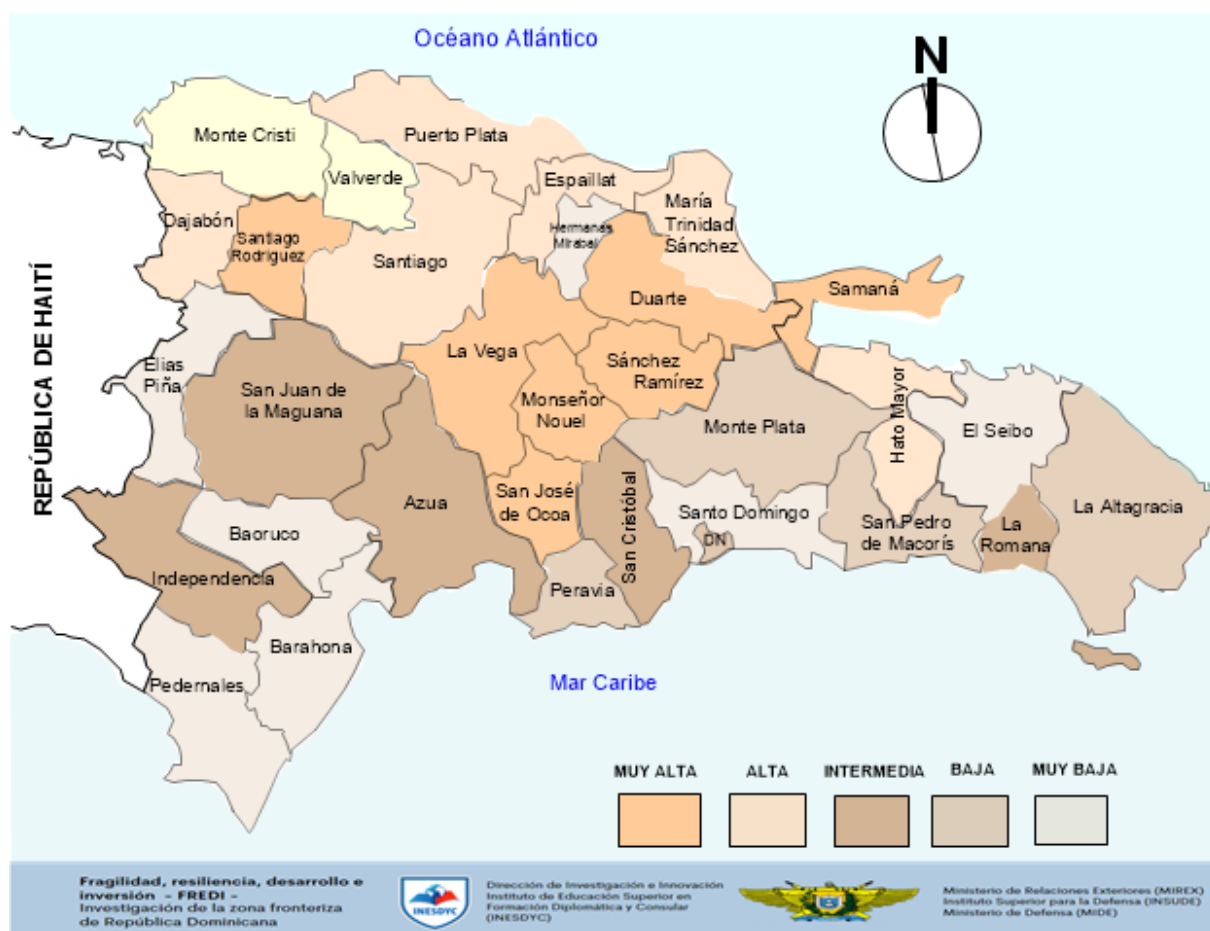 Océano Atlántico
N
Monte Cristi
Puerto Plata
Valverde
Espaillat
María
Trinidad
Sánchez
Dajabón
Santiago
Rodriguez
Hermanas
Mirabal
Santiago
Duarte
Samaná
REPÚBLICA DE HAITÍ
La Vega
Sánchez
Ramírez
Elias
Piña
San Juan de
la Maguana
Monseñor
Nouel
Monte Plata
Hato Mayor
El Seibo
Azua
San José
de Ocoa
San Cristóbal
Santo Domingo
DN
San Pedro
de Macorís
La
Romana
La Altagracia
Baoruco
Independencia
Peravia
Barahona
Pedernales
Mar Caribe
MUY ALTA
ALTA
INTERMEDIA
BAJA
MUY BAJA
Fragilidad, resiliencia, desarrollo e
inversión - FREDI -
Investigación de la zona fronteriza
de República Dominicana
INESDYC
Dirección de Investigación e Innovación
Instituto de Educación Superior en
Formación Diplomática y Consular
(INESDYC)
Ministerio de Relaciones Exteriores (MIREX)
Instituto Superior para la Defensa (INSUDE)
Ministerio de Defensa (MIDE)